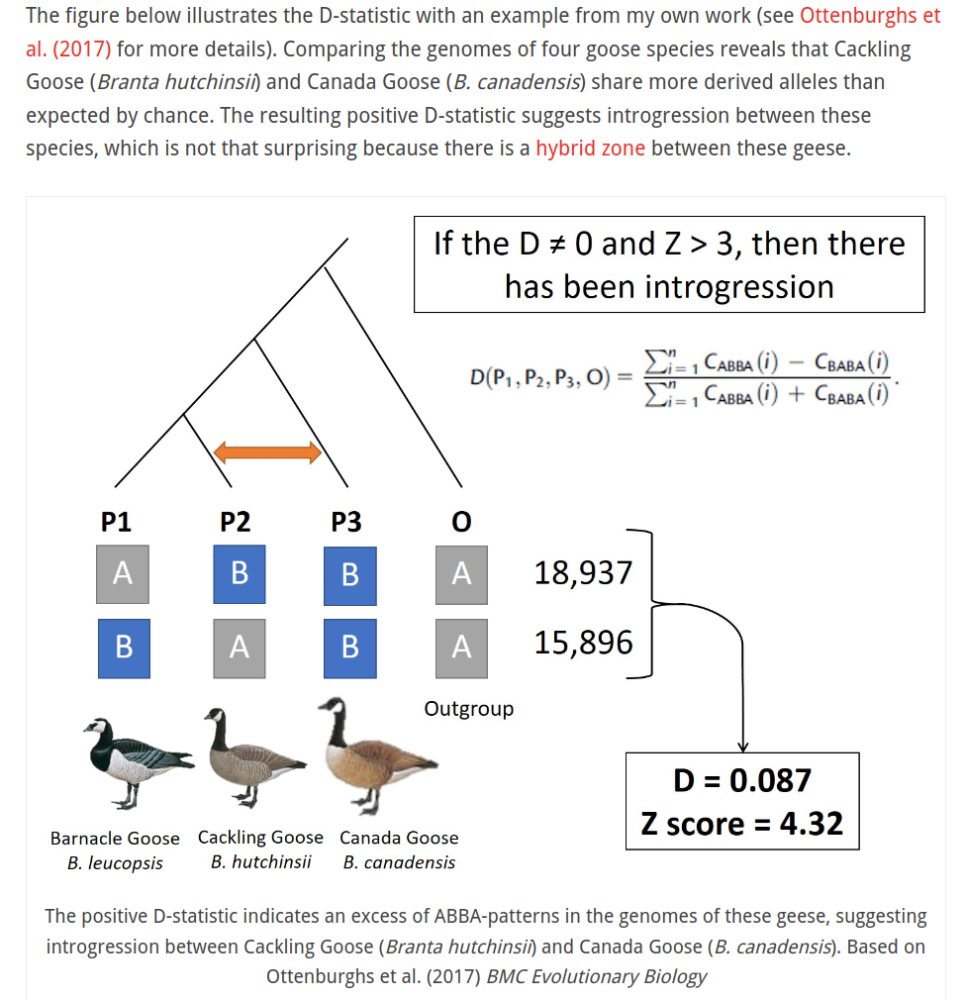 The figure below illustrates the D-statistic with an example from my own work (see Ottenburghs et
al. (2017) for more details). Comparing the genomes of four goose species reveals that Cackling
Goose (Branta hutchinsii) and Canada Goose (B. canadensis) share more derived alleles than
expected by chance. The resulting positive D-statistic suggests introgression between these
species, which is not that surprising because there is a hybrid zone between these geese.
If the D ≠ 0 and Z > 3, then there
has been introgression
D(P₁, P₂, P₃, O) = ∑ⁿᵢ₌₁ C_ABBA(i) − C_BABA(i) / ∑ⁿᵢ₌₁ C_ABBA(i) + C_BABA(i).
P1 P2 P3 O
A B B A 18,937
B A B A 15,896
Outgroup
D = 0.087
Z score = 4.32
Barnacle Goose Cackling Goose Canada Goose
B. leucopsis B. hutchinsii B. canadensis
The positive D-statistic indicates an excess of ABBA-patterns in the genomes of these geese, suggesting
introgression between Cackling Goose (Branta hutchinsii) and Canada Goose (B. canadensis). Based on
Ottenburghs et al. (2017) BMC Evolutionary Biology